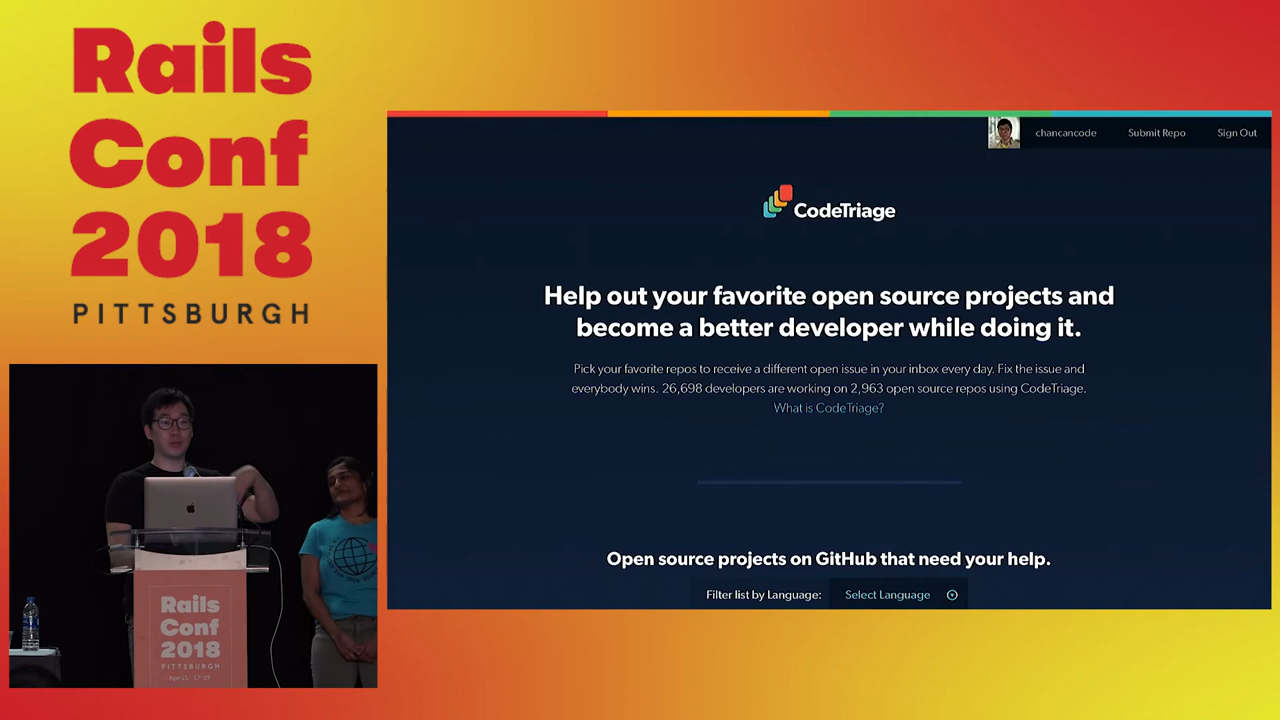 Rails
Conf
2018
PITTSBURGH
chancancode
Submit Repo
Sign Out
CodeTriage
Help out your favorite open source projects and
become a better developer while doing it.
Pick your favorite repos to receive a different open issue in your inbox every day. Fix the issue and
everybody wins. 26,698 developers are working on 2,963 open source repos using CodeTriage.
What is CodeTriage?
Open source projects on GitHub that need your help.
Filter list by Language:
Select Language
Rails
Conf
2018
PITTSBURGH
April 17-19